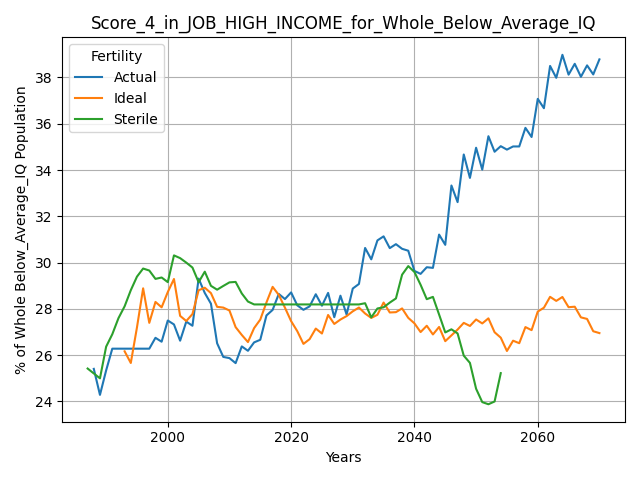 Score_4_in_JOB_HIGH_INCOME_for_Whole_Below_Average_IQ
Fertility
Actual
Ideal
Sterile
% of Whole Below_Average_IQ Population
38
36
34
32
30
28
26
24
2000
2020
2040
2060
Years